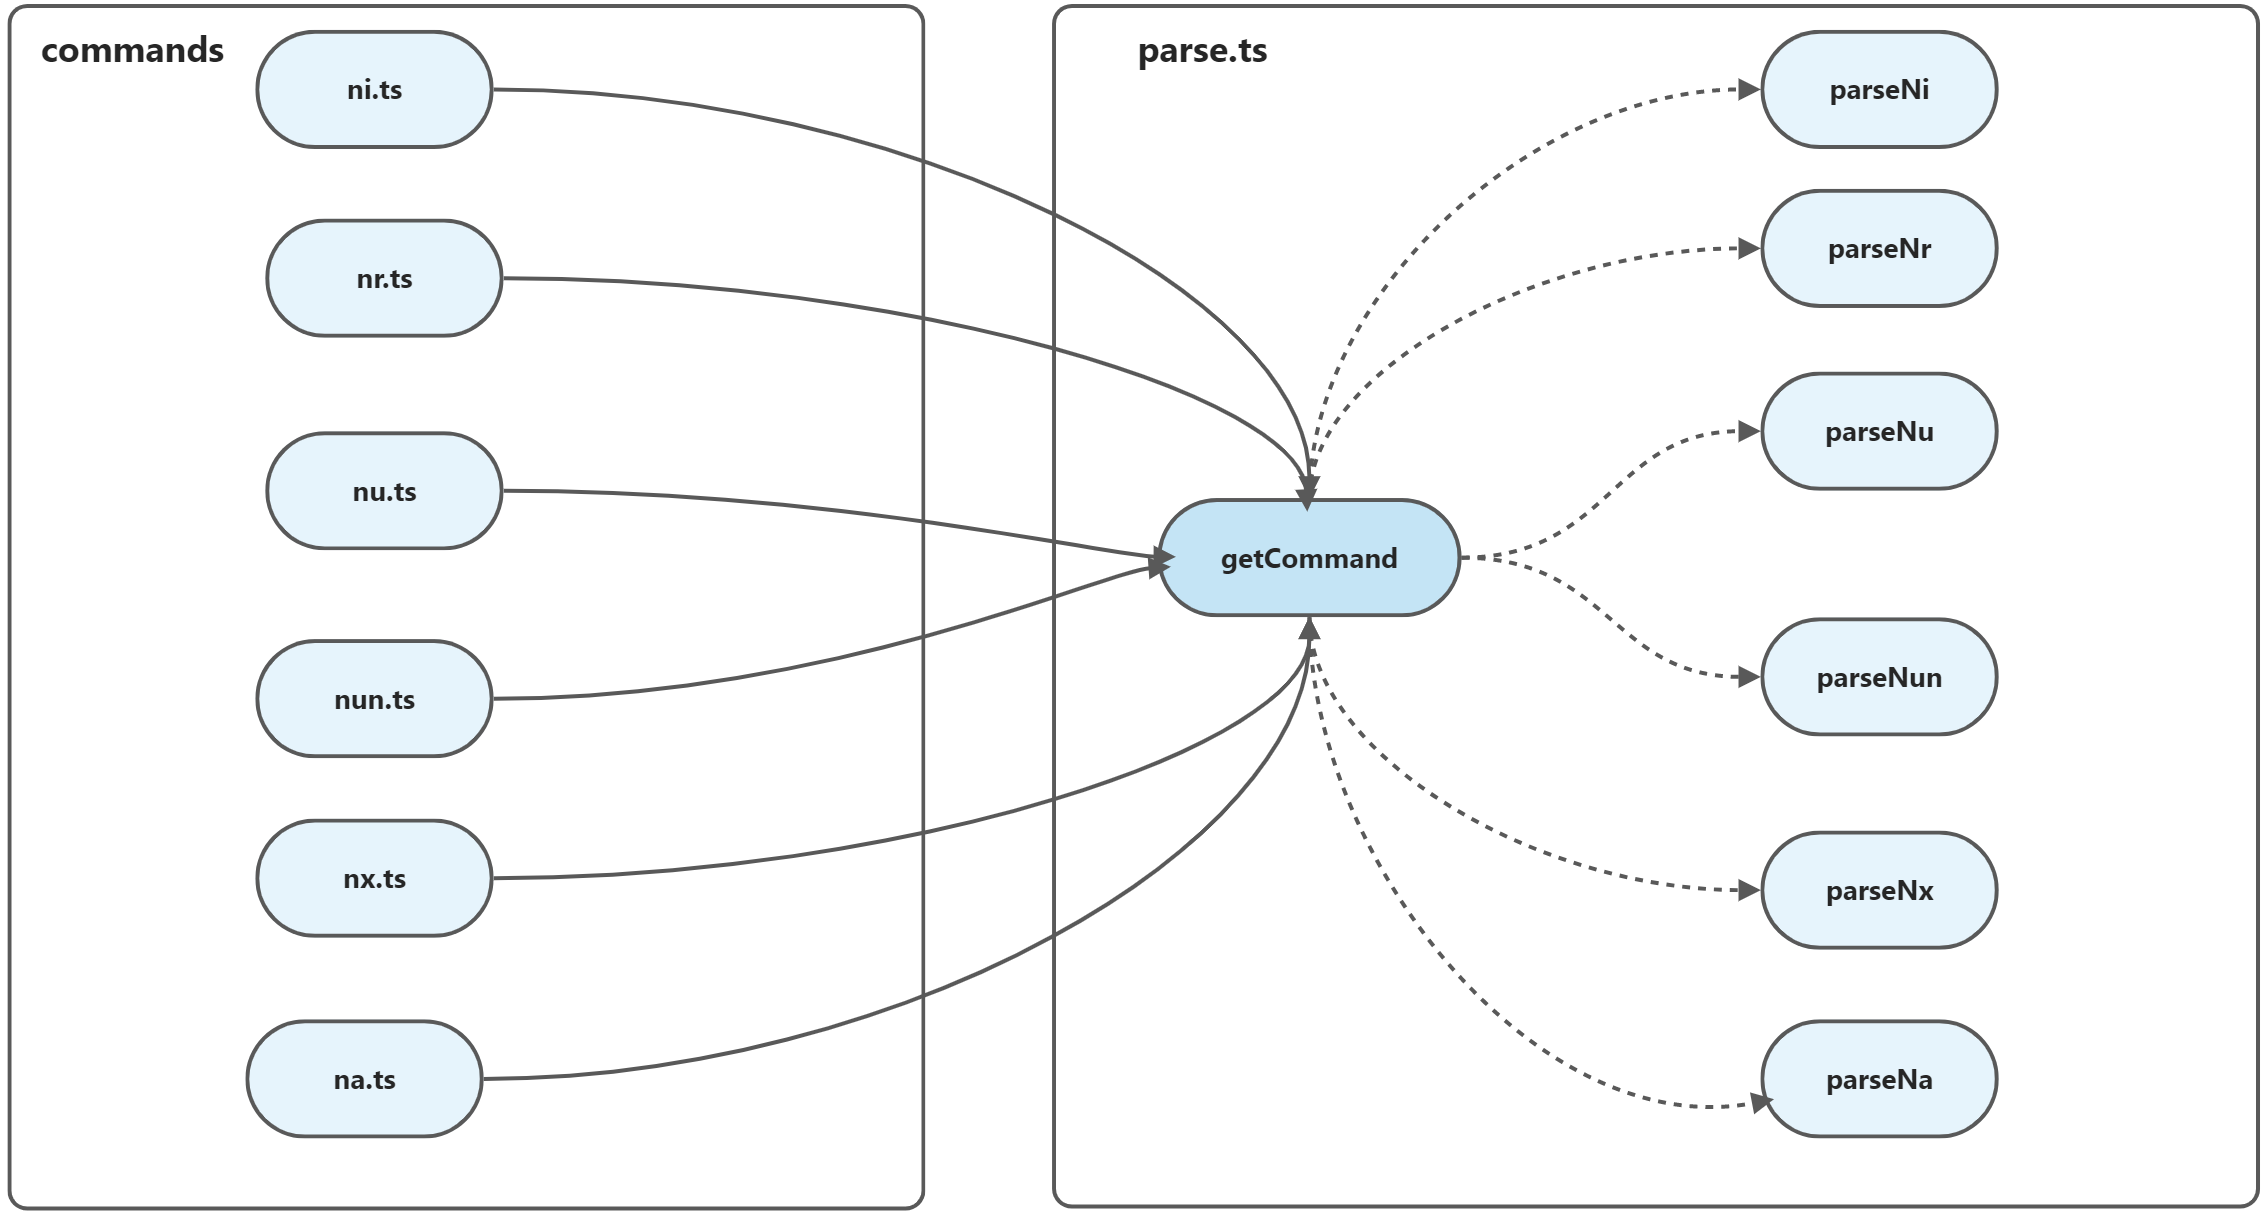 commands
ni.ts
nr.ts
nu.ts
nun.ts
nx.ts
na.ts
parse.ts
getCommand
parseNi
parseNr
parseNu
parseNun
parseNx
parseNa